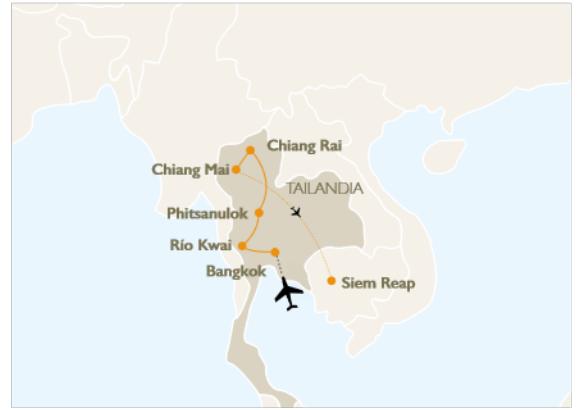 Chiang Rai
Chiang Mai
TAILANDIA
Phitsanulok
Río Kwai
Bangkok
Siem Reap